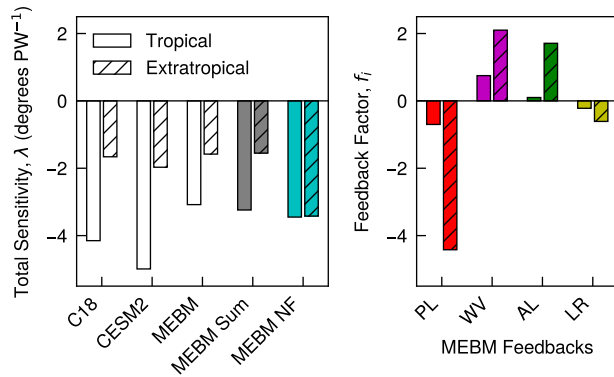 Total Sensitivity, λ (degrees PW⁻¹)
2
0
−2
−4
Tropical
Extratropical
C18
CESM2
MEBM
MEBM Sum
MEBM NF
Feedback Factor, fᵢ
2
0
−2
−4
PL
WV
AL
LR
MEBM Feedbacks